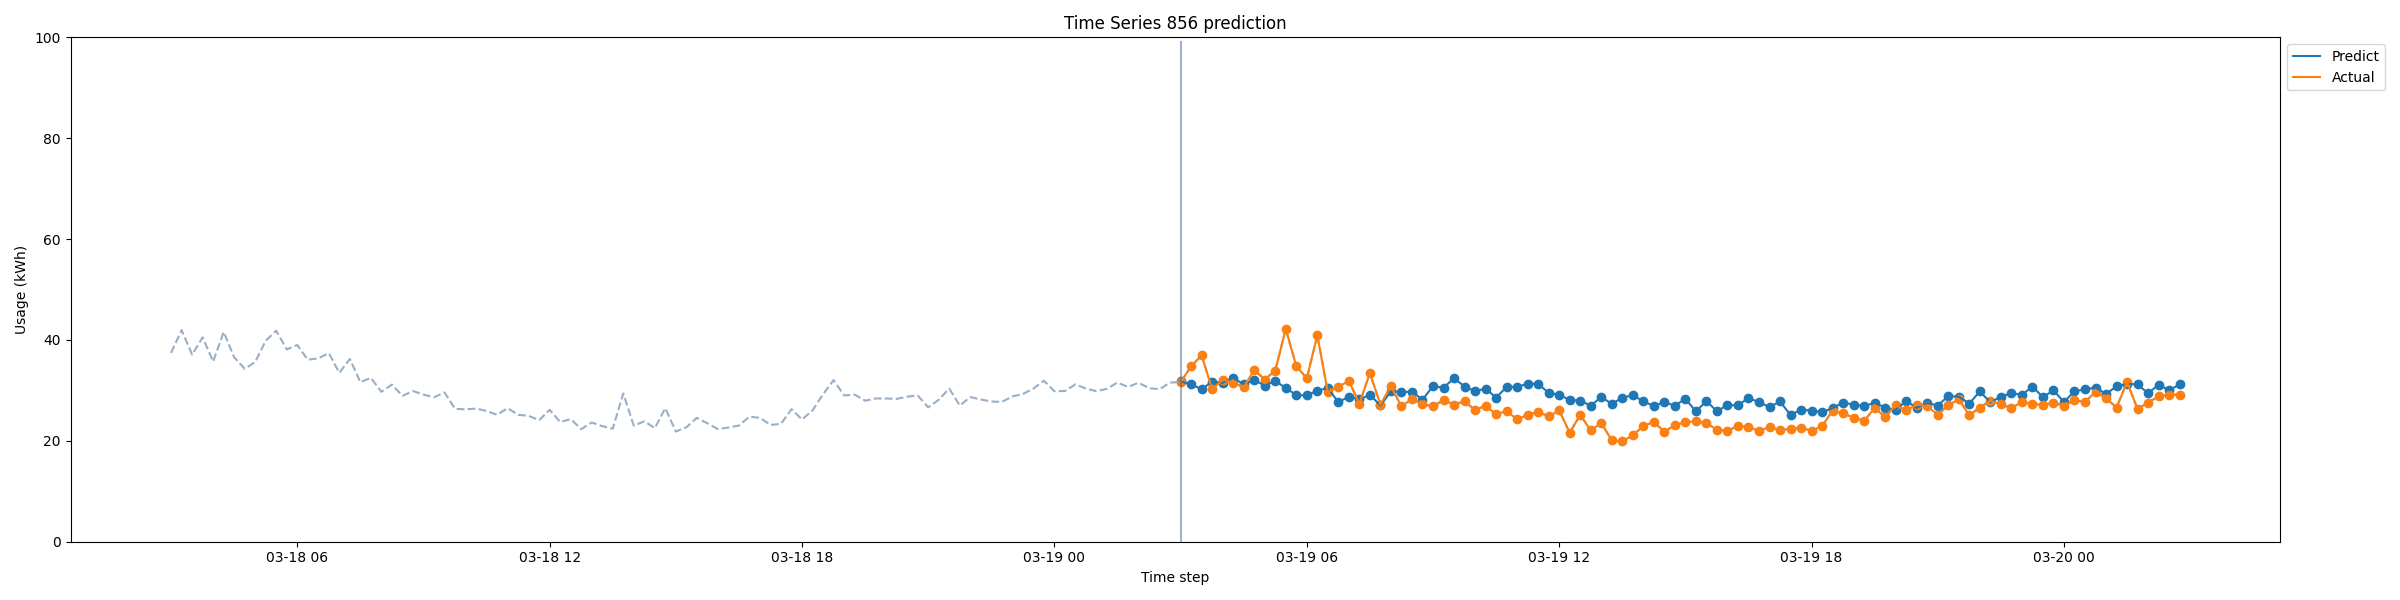 Time Series 856 prediction
Predict
Actual
Usage (kWh)
100
80
60
40
20
0
03-18 06
03-18 12
03-18 18
03-19 00
03-19 06
03-19 12
03-19 18
03-20 00
Time step